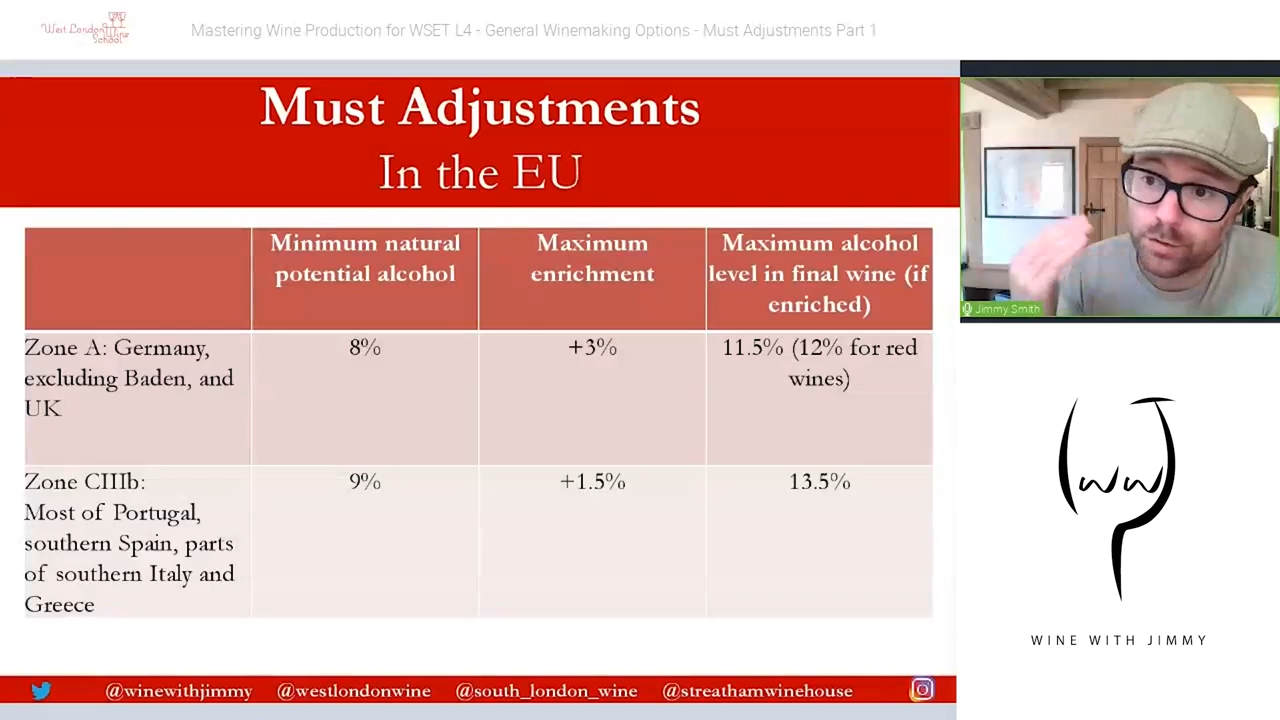 West London
Wine
School
Mastering Wine Production for WSET L4 - General Winemaking Options - Must Adjustments Part 1
Must Adjustments
In the EU
Minimum natural
potential alcohol
Maximum
enrichment
Maximum alcohol
level in final wine (if
enriched)
Zone A: Germany,
excluding Baden, and
UK
8%
+3%
11.5% (12% for red
wines)
Zone CIIIb:
Most of Portugal,
southern Spain, parts
of southern Italy and
Greece
9%
+1.5%
13.5%
@winewithjimmy @westlondonwine @south_london_wine @streathamwinehouse
Jimmy Smith
WINE WITH JIMMY